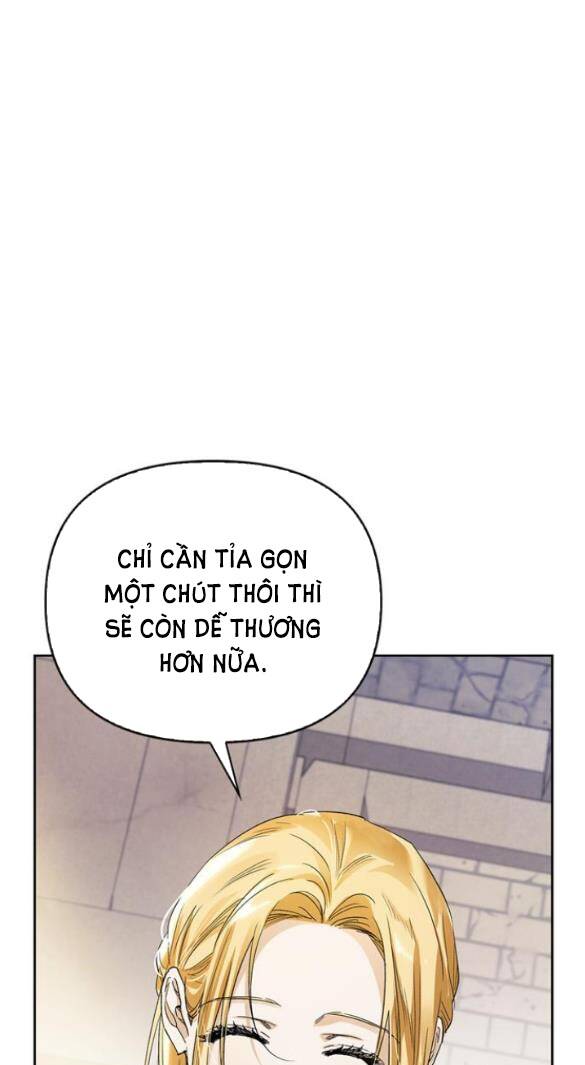 CHỈ CẦN TỈA GỌN
MỘT CHÚT THÔI THÌ
SẼ CÒN DỄ THƯƠNG
HƠN NỮA.